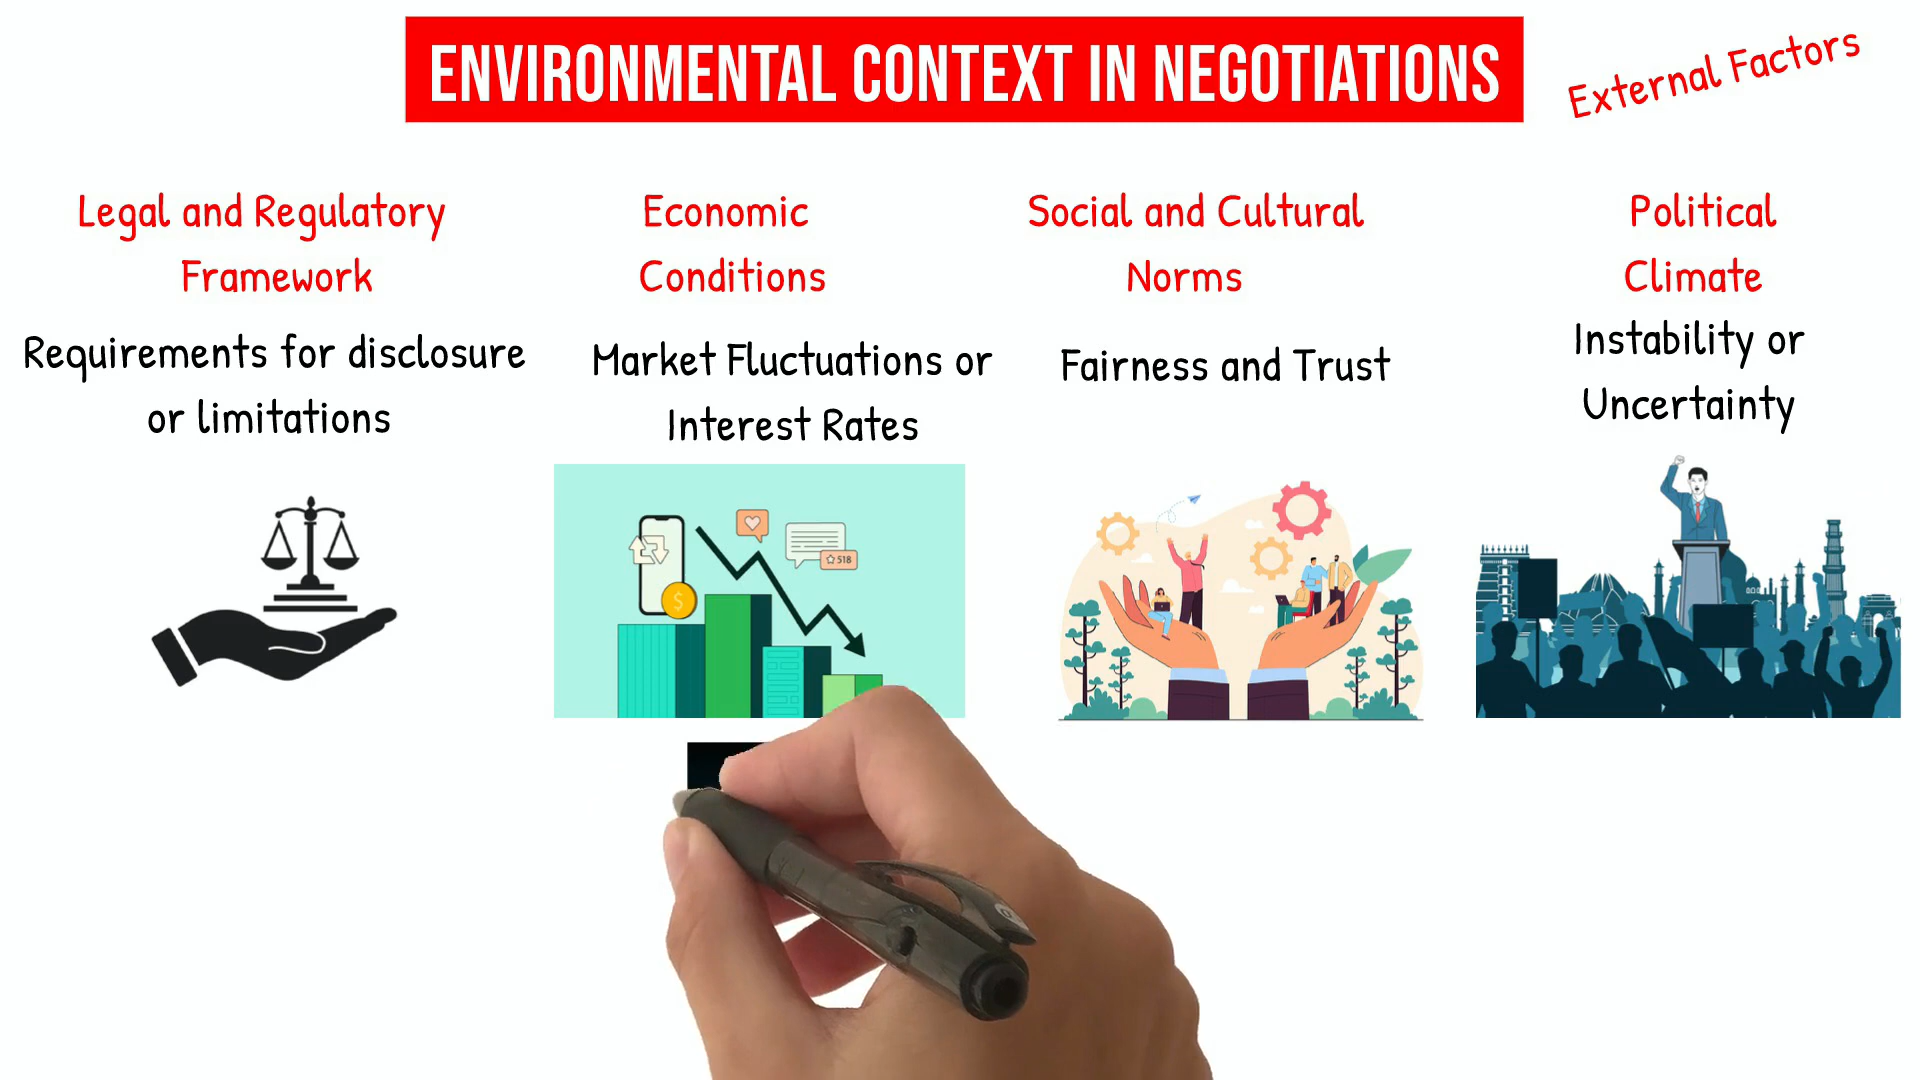 ENVIRONMENTAL CONTEXT IN NEGOTIATIONS
External Factors
Legal and Regulatory
Framework
Requirements for disclosure
or limitations
Economic
Conditions
Market Fluctuations or
Interest Rates
518
$
Social and Cultural
Norms
Fairness and Trust
Political
Climate
Instability or
Uncertainty